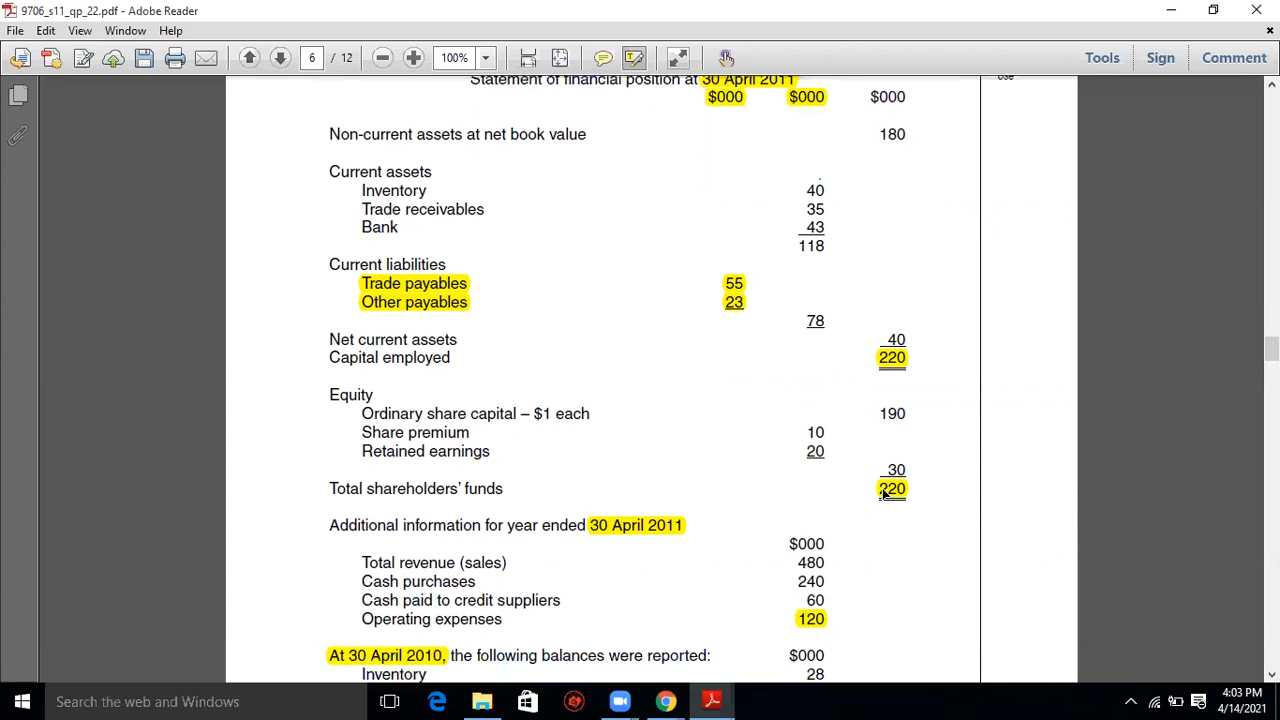 9706_s11_qp_22.pdf - Adobe Reader
File Edit View Window Help
6 / 12 100% Tools Sign Comment
Statement of financial position at 30 April 2011
Use
$000 $000 $000
Non-current assets at net book value 180
Current assets
Inventory 40
Trade receivables 35
Bank 43
118
Current liabilities
Trade payables 55
Other payables 23
78
Net current assets 40
Capital employed 220
Equity
Ordinary share capital – $1 each 190
Share premium 10
Retained earnings 20
30
Total shareholders' funds 220
Additional information for year ended 30 April 2011
$000
Total revenue (sales) 480
Cash purchases 240
Cash paid to credit suppliers 60
Operating expenses 120
At 30 April 2010, the following balances were reported: $000
Inventory 28
Search the web and Windows
4:03 PM
4/14/2021